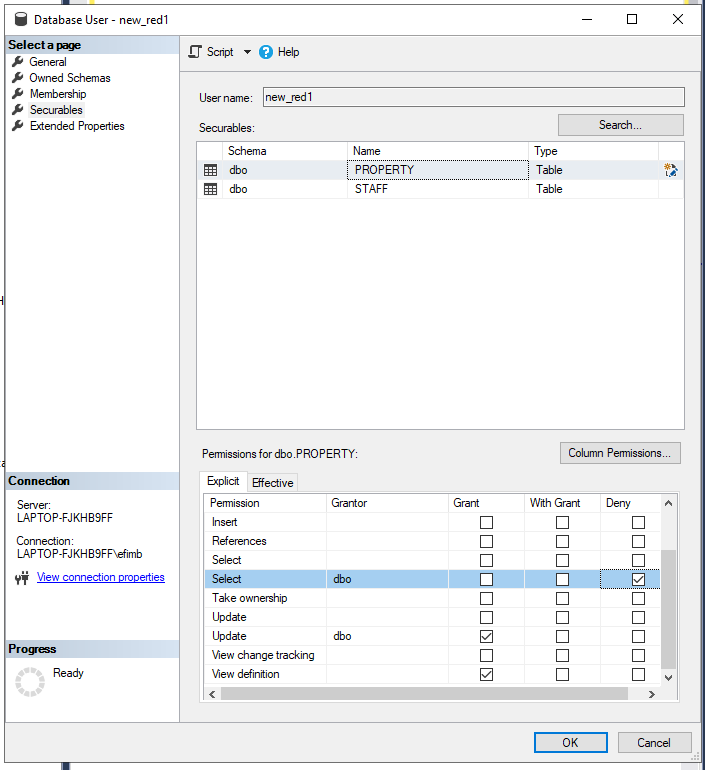 Database User - new_red1
Select a page
General
Owned Schemas
Membership
Securables
Extended Properties
Script
Help
User name: new_red1
Securables: Search...
Schema Name Type
dbo PROPERTY Table
dbo STAFF Table
Permissions for dbo.PROPERTY: Column Permissions...
Explicit Effective
Permission Grantor Grant With Grant Deny
Insert
References
Select
Select dbo
Take ownership
Update
Update dbo
View change tracking
View definition
Connection
Server:
LAPTOP-FJKHB9FF
Connection:
LAPTOP-FJKHB9FF\efimb
View connection properties
Progress
Ready
OK Cancel